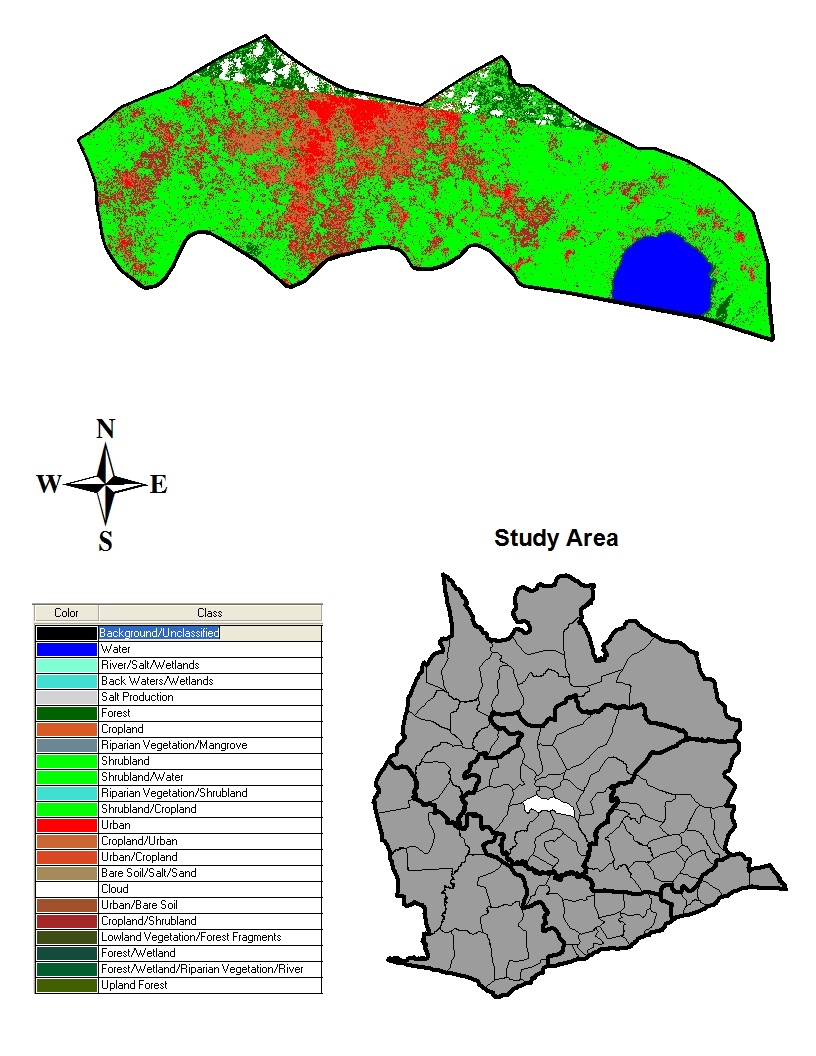 N
W E
S
Study Area
Color Class
Background/Unclassified
Water
River/Salt/Wetlands
Back Waters/Wetlands
Salt Production
Forest
Cropland
Riparian Vegetation/Mangrove
Shrubland
Shrubland/Water
Riparian Vegetation/Shrubland
Shrubland/Cropland
Urban
Cropland/Urban
Urban/Cropland
Bare Soil/Salt/Sand
Cloud
Urban/Bare Soil
Cropland/Shrubland
Lowland Vegetation/Forest Fragments
Forest/Wetland
Forest/Wetland/Riparian Vegetation/River
Upland Forest